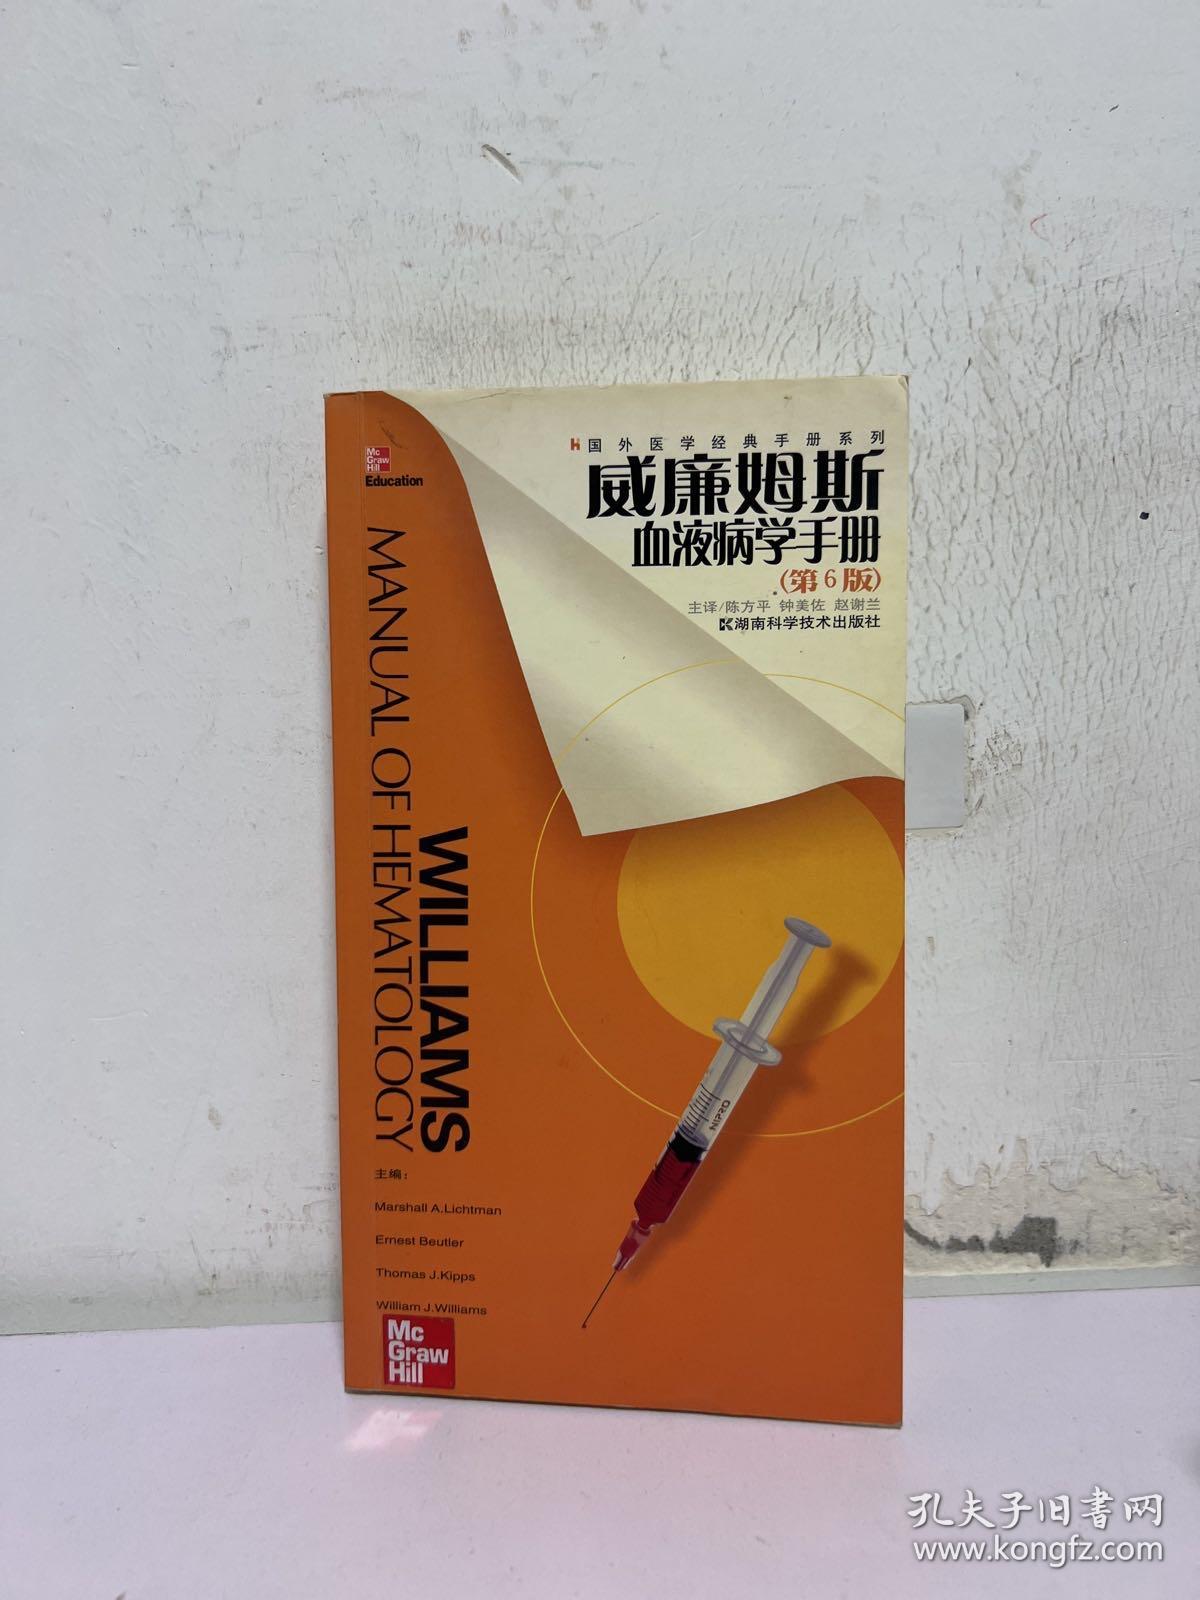 国外医学经典手册系列
威廉姆斯
血液病学手册
(第6版)
主译/陈方平 钟美佐 赵谢兰
湖南科学技术出版社
Mc
Graw
Hill
Education
MANUAL OF HEMATOLOGY
WILLIAMS
NIPRO
主编:
Marshall A.Lichtman
Ernest Beutler
Thomas J.Kipps
William J.Williams
Mc
Graw
Hill
孔夫子旧书网
www.kongfz.com